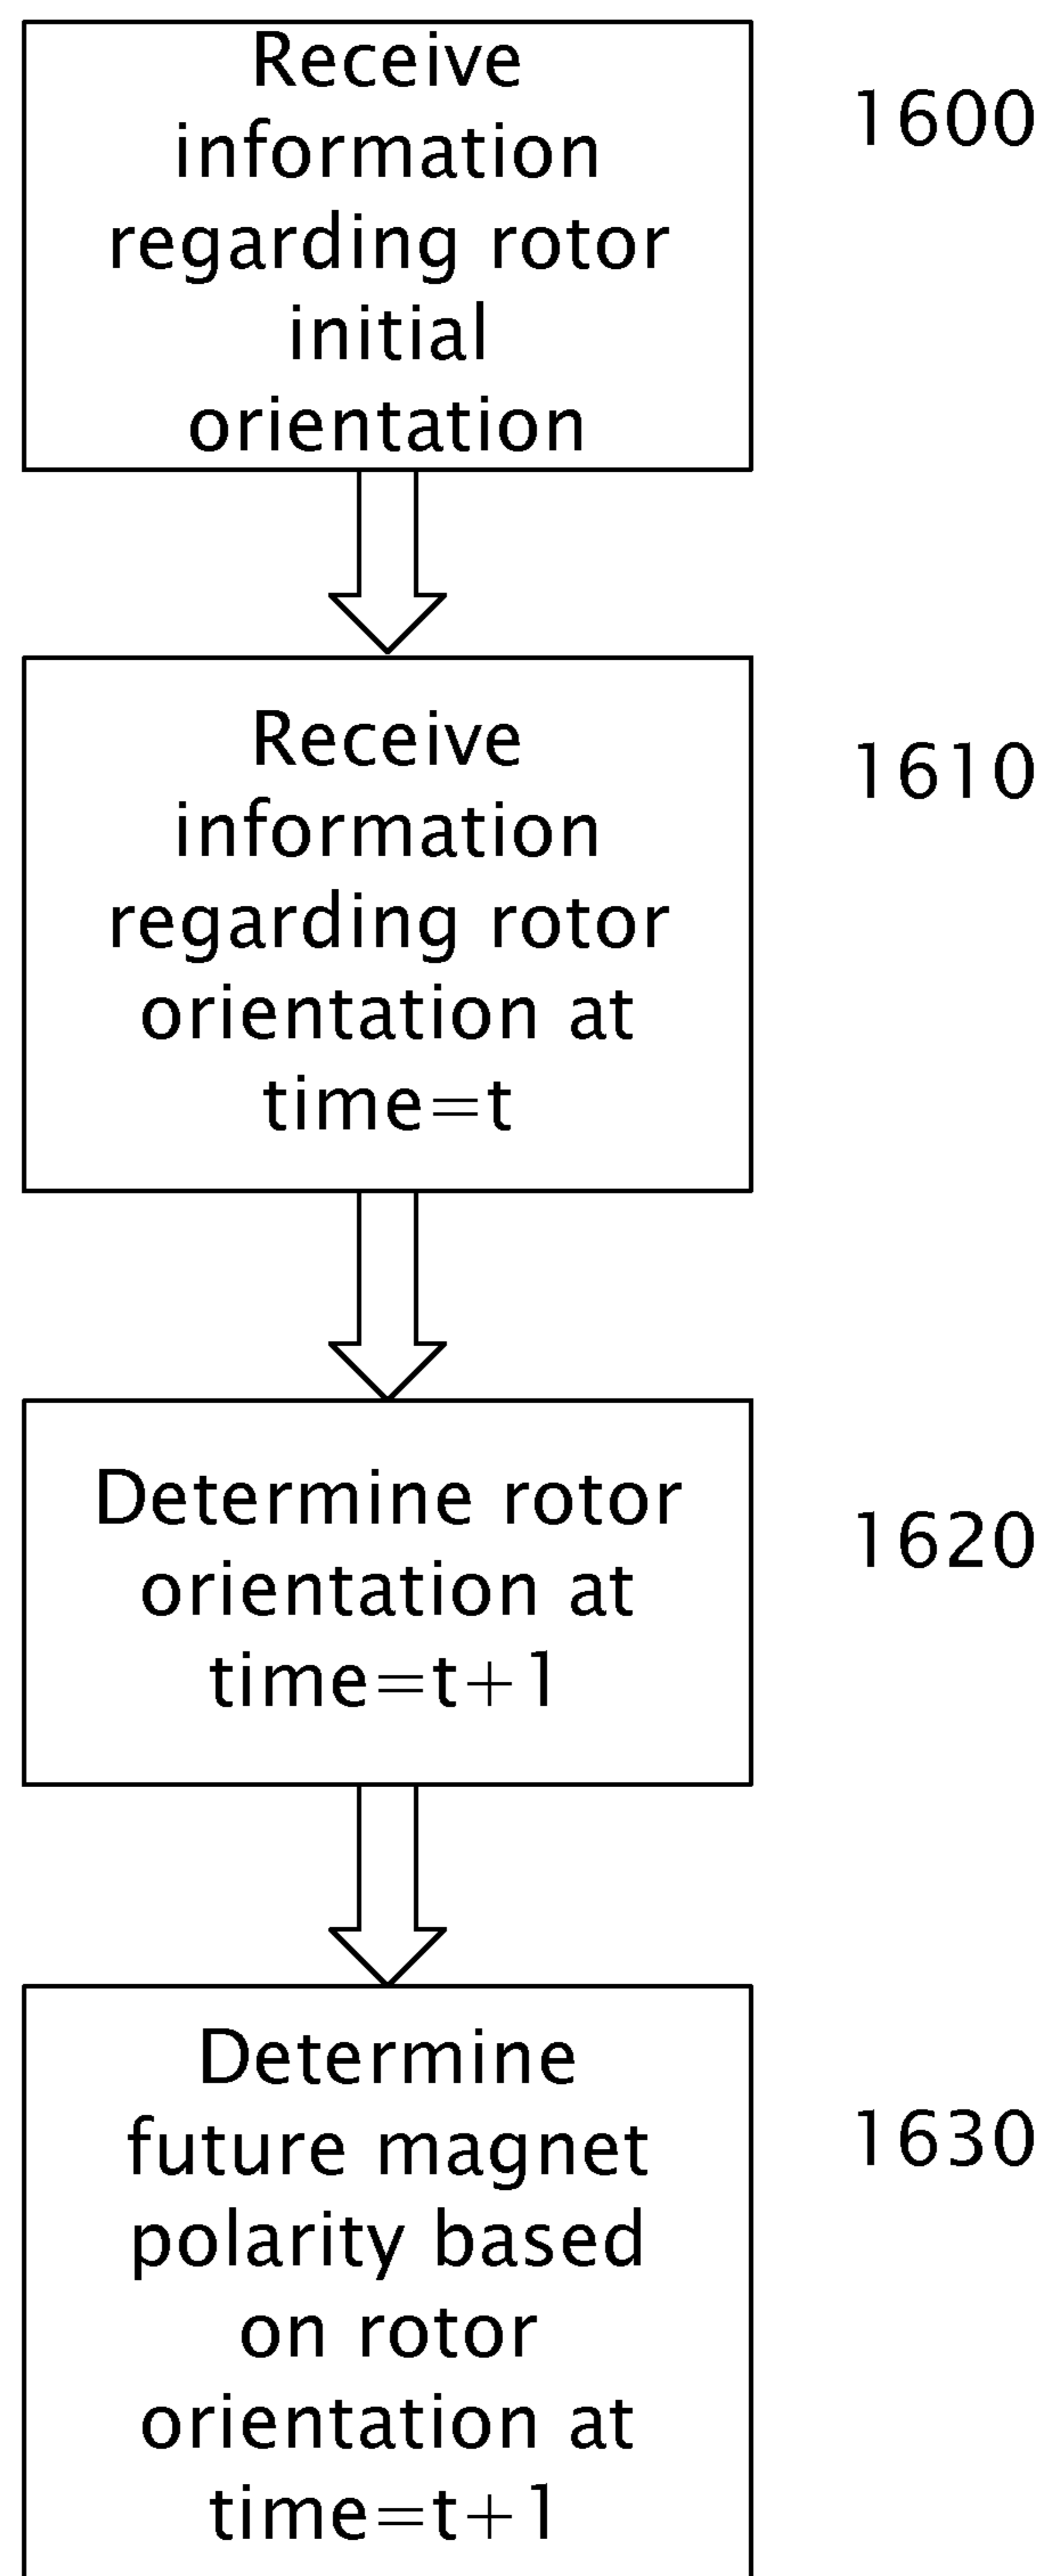 Receive
information
regarding rotor
initial
orientation
1600
Receive
information
regarding rotor
orientation at
time=t
1610
Determine rotor
orientation at
time=t+1
1620
Determine
future magnet
polarity based
on rotor
orientation at
time=t+1
1630